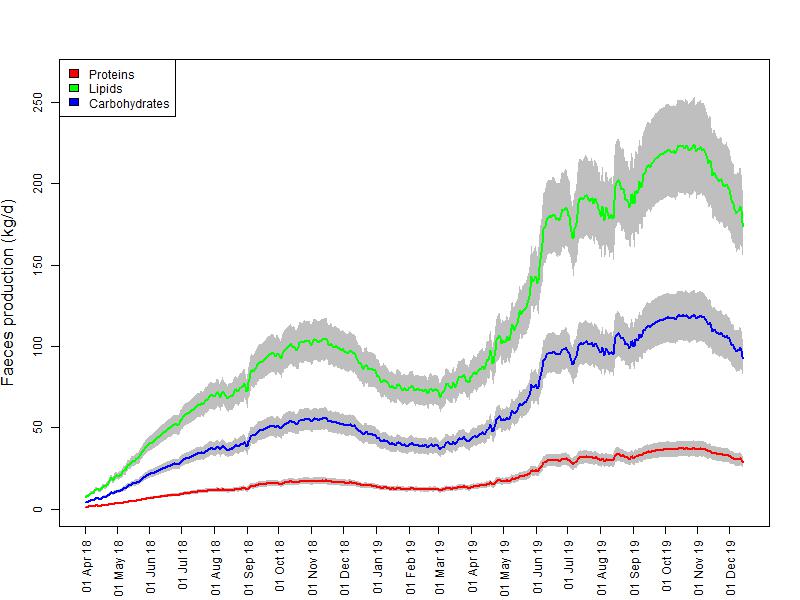 Proteins
Lipids
Carbohydrates
Faeces production (kg/d)
250
200
150
100
50
0
01 Apr 18
01 May 18
01 Jun 18
01 Jul 18
01 Aug 18
01 Sep 18
01 Oct 18
01 Nov 18
01 Dec 18
01 Jan 19
01 Feb 19
01 Mar 19
01 Apr 19
01 May 19
01 Jun 19
01 Jul 19
01 Aug 19
01 Sep 19
01 Oct 19
01 Nov 19
01 Dec 19